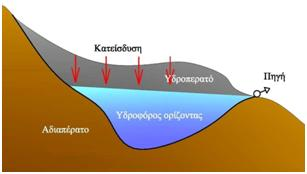 Κατείσδυση
Υδροπερατό
Πηγή
Υδροφόρος ορίζοντας
Αδιαπέρατο